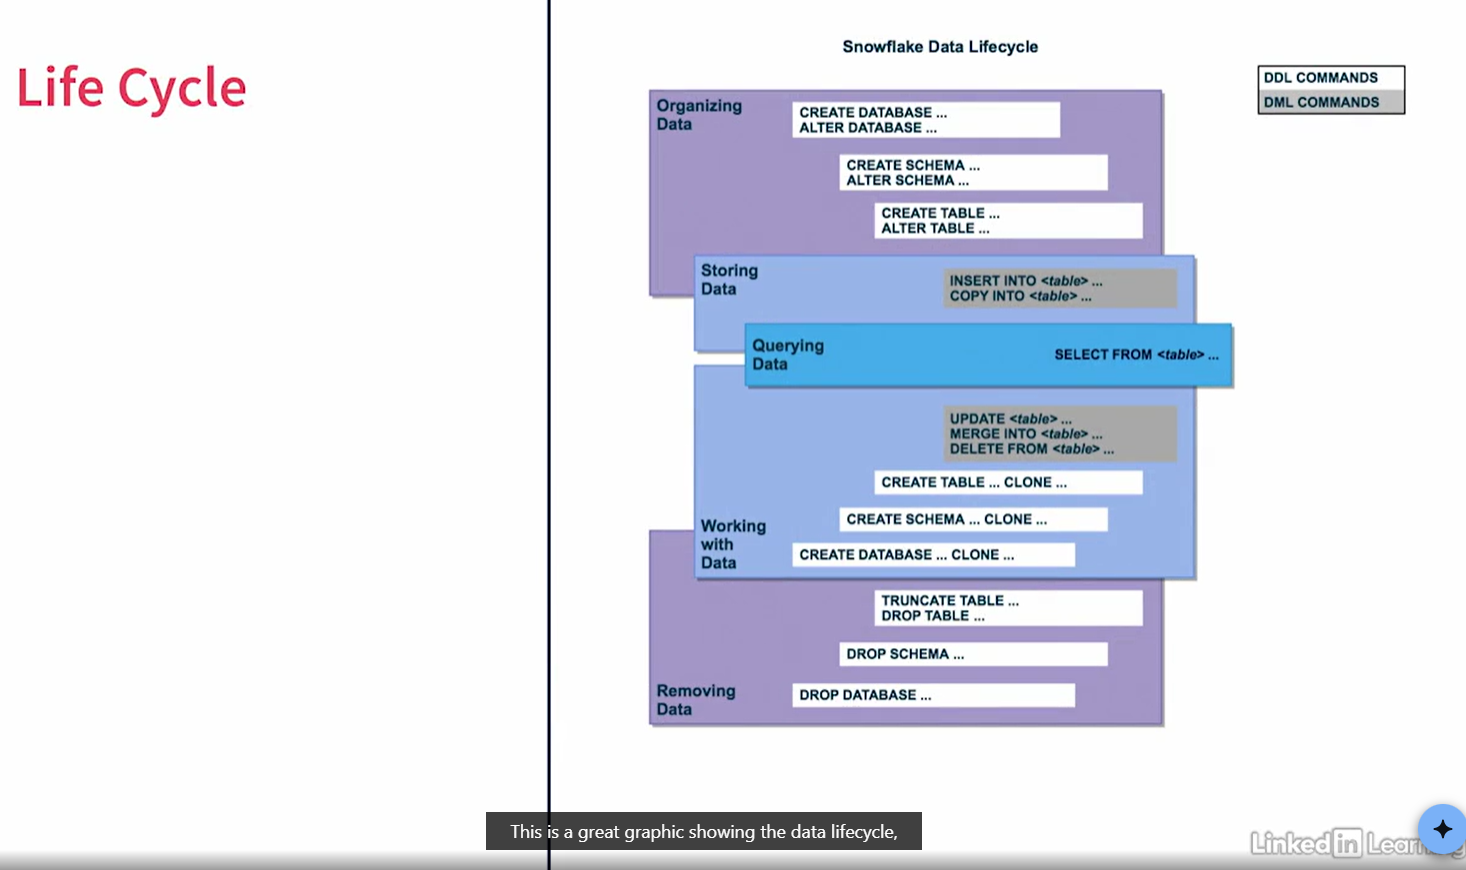 Life Cycle
Snowflake Data Lifecycle
DDL COMMANDS
DML COMMANDS
Organizing
Data
CREATE DATABASE ...
ALTER DATABASE ...
CREATE SCHEMA ...
ALTER SCHEMA ...
CREATE TABLE ...
ALTER TABLE ...
Storing
Data
INSERT INTO <table> ...
COPY INTO <table> ...
Querying
Data
SELECT FROM <table> ...
UPDATE <table> ...
MERGE INTO <table> ...
DELETE FROM <table> ...
CREATE TABLE ... CLONE ...
CREATE SCHEMA ... CLONE ...
CREATE DATABASE ... CLONE ...
Working
with
Data
TRUNCATE TABLE ...
DROP TABLE ...
DROP SCHEMA ...
DROP DATABASE ...
Removing
Data
This is a great graphic showing the data lifecycle,
LinkedIn